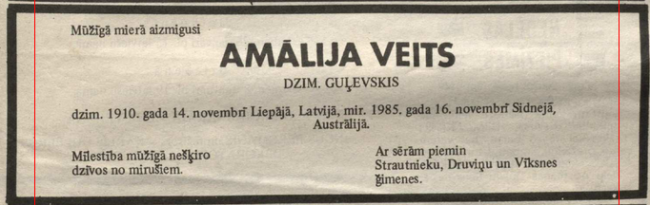 Mūžīgā mierā aizmigusi
AMĀLIJA VEITS
DZIM. GUĻEVSKIS
dzim. 1910. gada 14. novembrī Liepājā, Latvijā, mir. 1985. gada 16. novembrī Sidnejā,
Austrālijā.
Mīlestība mūžīgā nešķiro
dzīvos no mirušiem.
Ar sērām piemin
Strautnieku, Druviņu un Vīksnes
ģimenes.